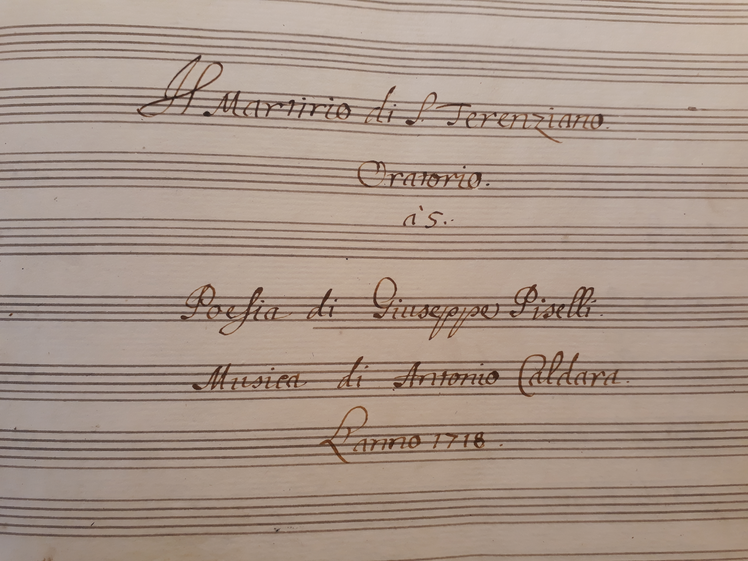 Il Martirio di S. Terenziano.
Oratorio.
à 5.
Poesia di Giuseppe Piselli.
Musica di Antonio Caldara.
L'anno 1718.